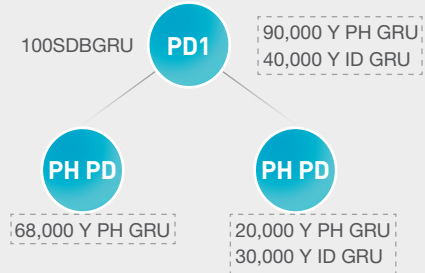 100SDBGRU
PD1
90,000 Y PH GRU
40,000 Y ID GRU
PH PD
PH PD
68,000 Y PH GRU
20,000 Y PH GRU
30,000 Y ID GRU